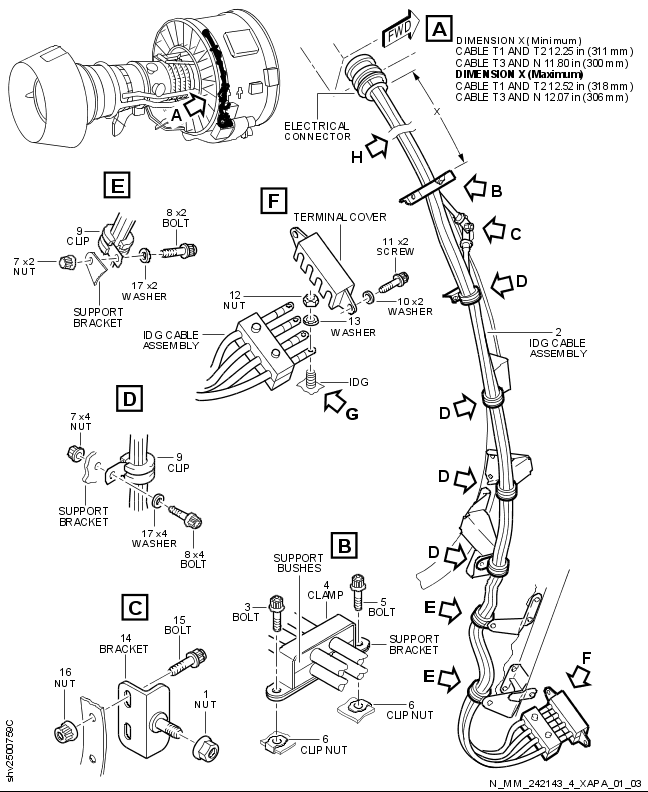 FWD
A
DIMENSION X (Minimum)
CABLE T1 AND T2 12.25 in (311 mm)
CABLE T3 AND N 11.80 in (300 mm)
DIMENSION X (Maximum)
CABLE T1 AND T2 12.52 in (318 mm)
CABLE T3 AND N 12.07 in (306 mm)
A
ELECTRICAL
CONNECTOR
X
H
B
C
D
2
IDG CABLE
ASSEMBLY
D
D
D
E
E
F
E
9
CLIP
8 x2
BOLT
7 x2
NUT
17 x2
WASHER
SUPPORT
BRACKET
F
TERMINAL COVER
11 x2
SCREW
12
NUT
10 x2
WASHER
13
WASHER
IDG CABLE
ASSEMBLY
IDG
G
D
7 x4
NUT
9
CLIP
SUPPORT
BRACKET
17 x4
WASHER
8 x4
BOLT
B
SUPPORT
BUSHES
4
CLAMP
3
BOLT
5
BOLT
SUPPORT
BRACKET
6
CLIP NUT
6
CLIP NUT
C
15
BOLT
14
BRACKET
16
NUT
1
NUT
shv2500759C
N_MM_242143_4_XAPA_01_03